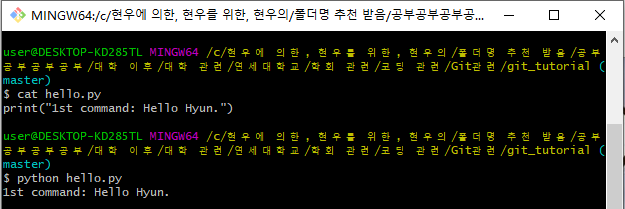 MINGW64:/c/현우에 의한, 현우를 위한, 현우의/폴더명 추천 받음/공부공부공부공...
user@DESKTOP-KD285TL MINGW64 /c/현우에 의한, 현우를 위한, 현우의/폴더명 추천 받음/공부
공부공부공부/대학 이후/대학 관련/연세대학교/학회 관련/코딩 관련/Git관련/git_tutorial (
master)
$ cat hello.py
print("1st command: Hello Hyun.")
user@DESKTOP-KD285TL MINGW64 /c/현우에 의한, 현우를 위한, 현우의/폴더명 추천 받음/공부
공부공부공부/대학 이후/대학 관련/연세대학교/학회 관련/코딩 관련/Git관련/git_tutorial (
master)
$ python hello.py
1st command: Hello Hyun.